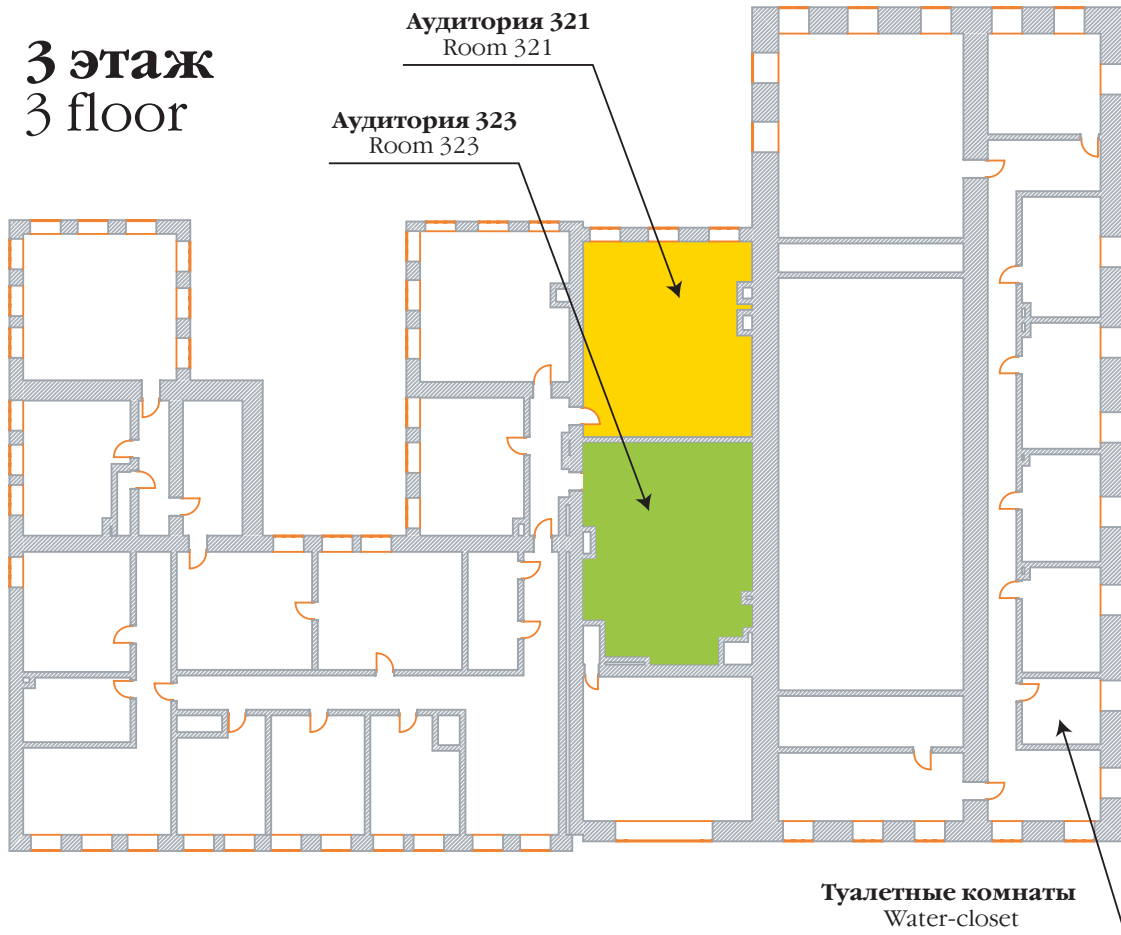 3 этаж
3 floor
Аудитория 321
Room 321
Аудитория 323
Room 323
Туалетные комнаты
Water-closet